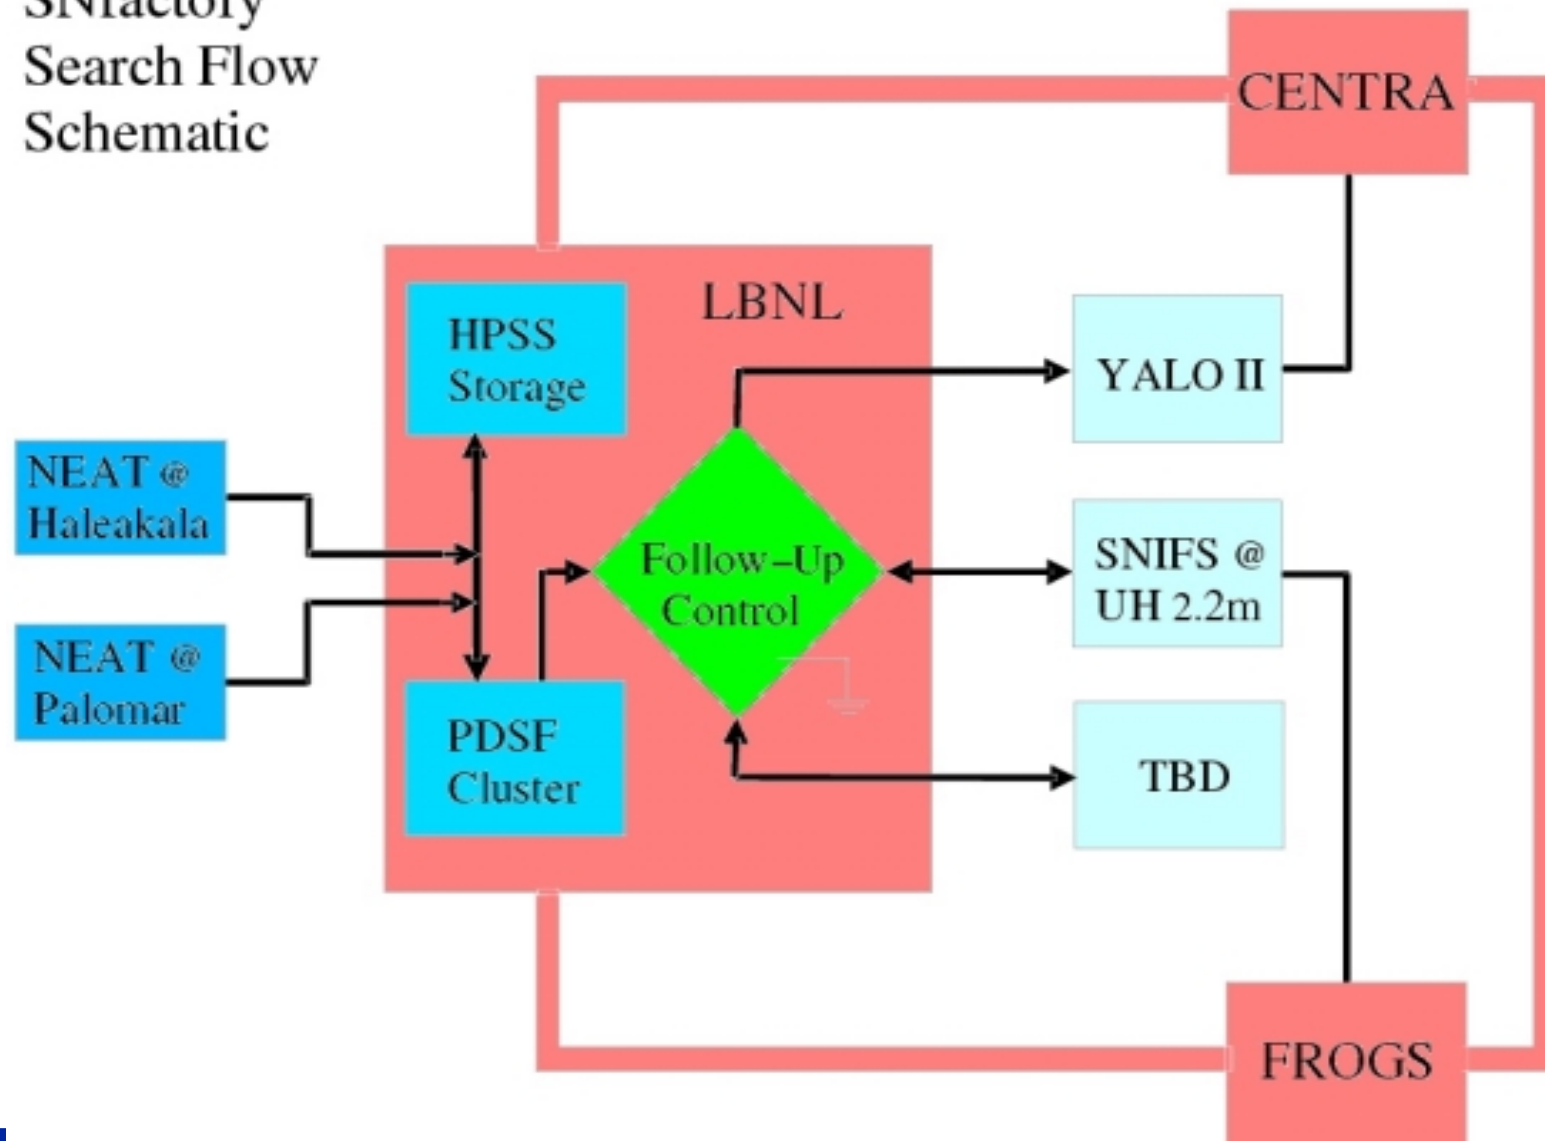 SNfactory
Search Flow
Schematic
CENTRA
LBNL
HPSS
Storage
YALO II
NEAT @
Haleakala
Follow-Up
Control
SNIFS @
UH 2.2m
NEAT @
Palomar
PDSF
Cluster
TBD
FROGS